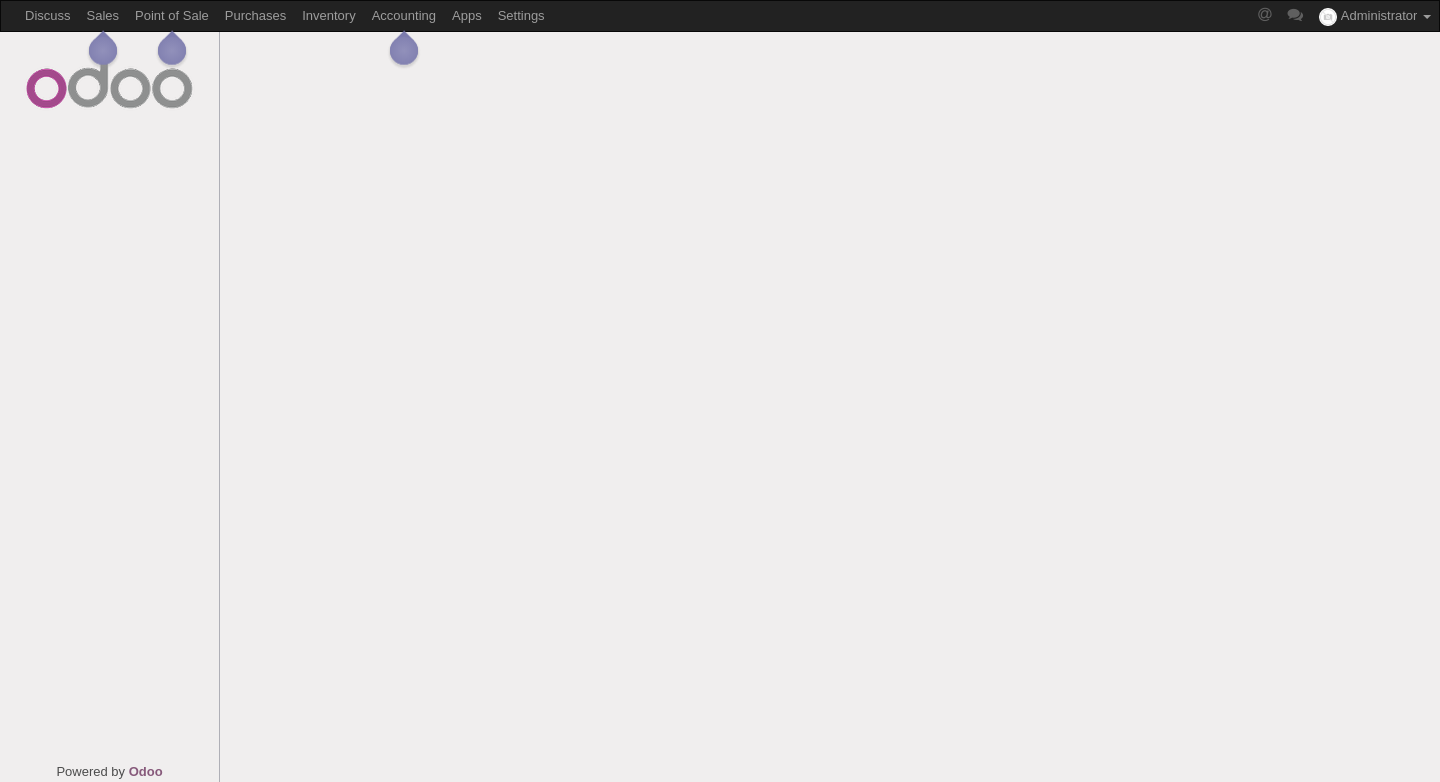 Discuss Sales Point of Sale Purchases Inventory Accounting Apps Settings @ Administrator
odoo
Powered by Odoo